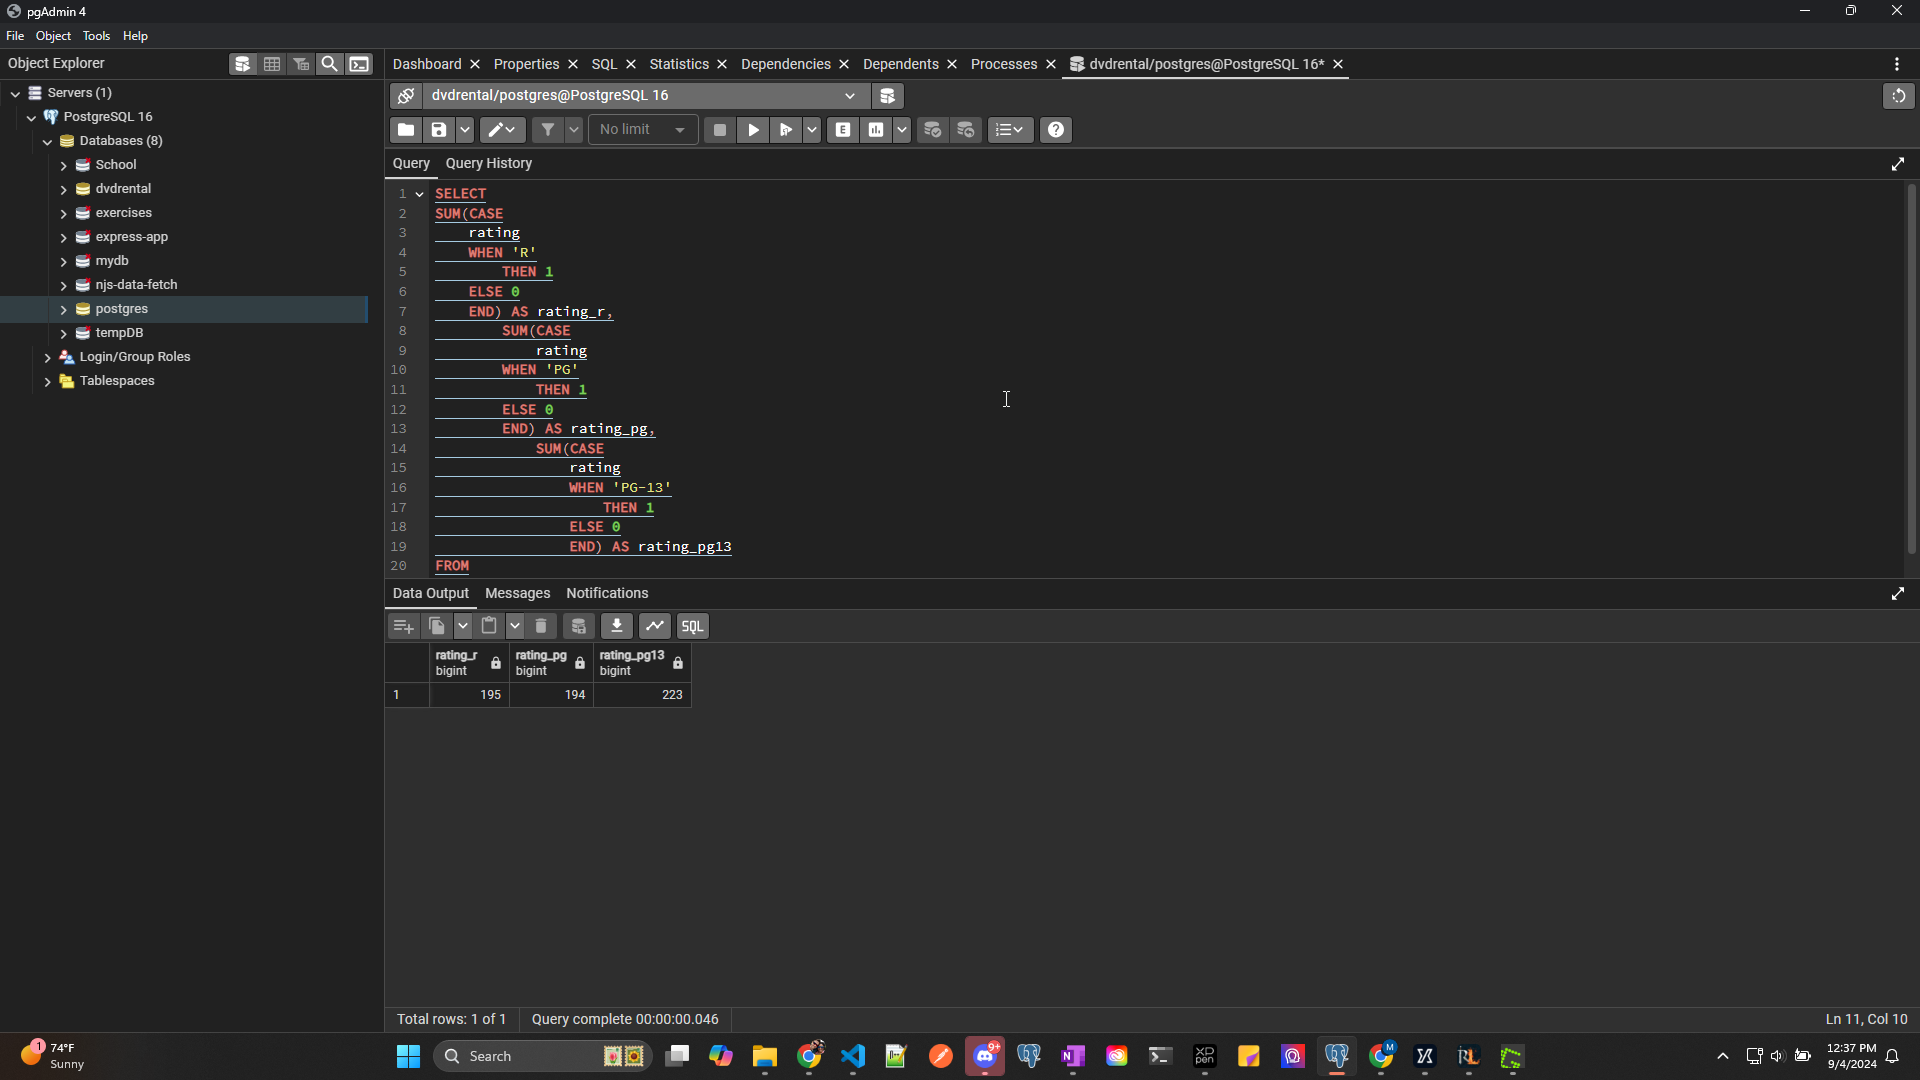 pgAdmin 4
File Object Tools Help
Object Explorer
Dashboard Properties SQL Statistics Dependencies Dependents Processes dvdrental/postgres@PostgreSQL 16*
Servers (1)
PostgreSQL 16
Databases (8)
School
dvdrental
exercises
express-app
mydb
njs-data-fetch
postgres
tempDB
Login/Group Roles
Tablespaces
dvdrental/postgres@PostgreSQL 16
No limit
E
Query Query History
1 SELECT
2 SUM(CASE
3 rating
4 WHEN 'R'
5 THEN 1
6 ELSE 0
7 END) AS rating_r,
8 SUM(CASE
9 rating
10 WHEN 'PG'
11 THEN 1
12 ELSE 0
13 END) AS rating_pg,
14 SUM(CASE
15 rating
16 WHEN 'PG-13'
17 THEN 1
18 ELSE 0
19 END) AS rating_pg13
20 FROM
Data Output Messages Notifications
SQL
rating_r rating_pg rating_pg13
bigint bigint bigint
1 195 194 223
Total rows: 1 of 1 Query complete 00:00:00.046 Ln 11, Col 10
1 74°F
Sunny
Search
9+
XP
pen
M
12:37 PM
9/4/2024